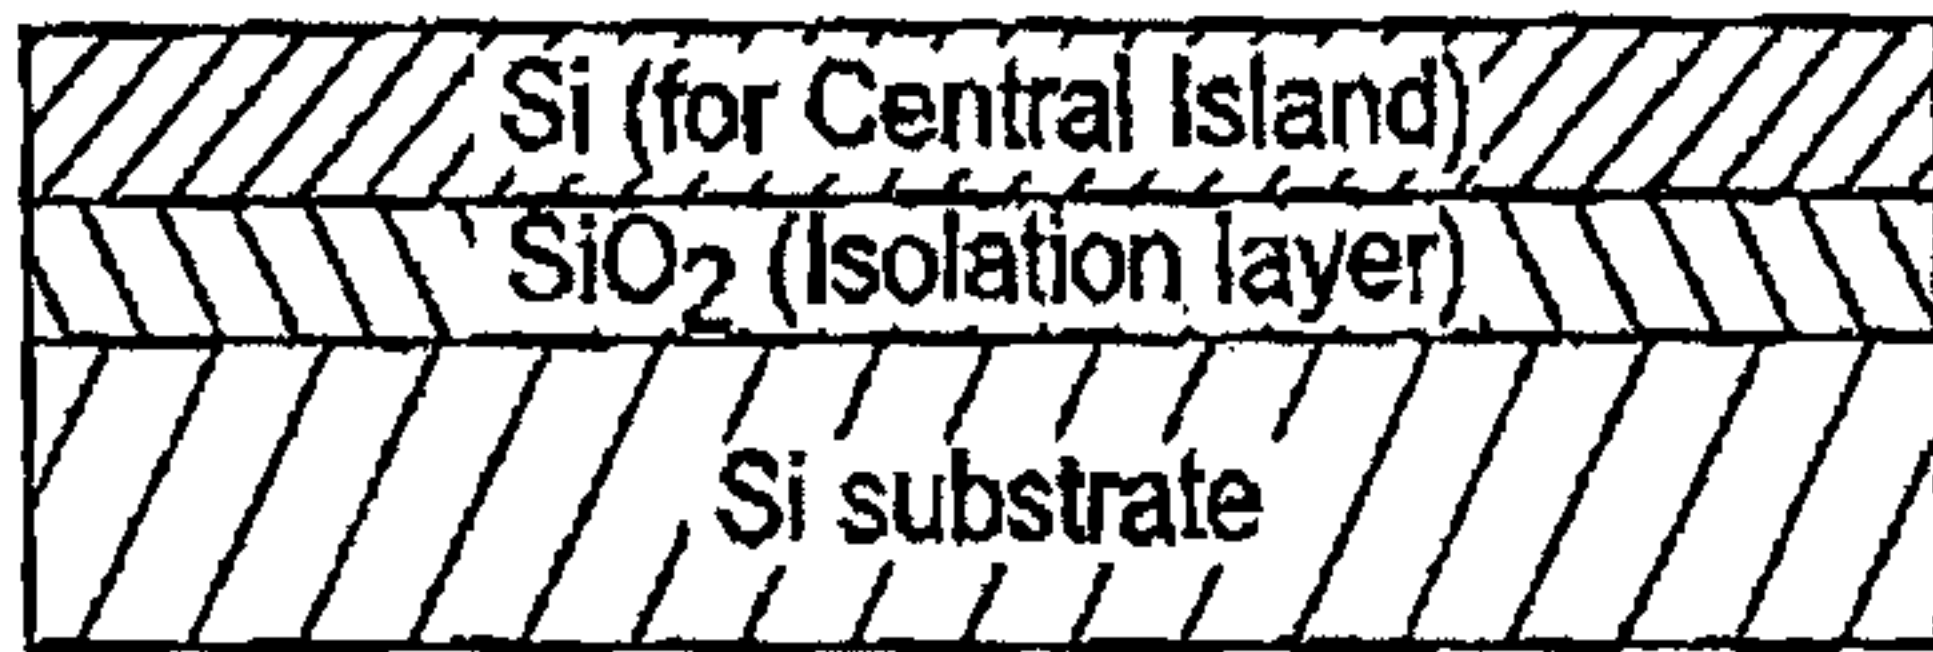 Si (for Central Island)
SiO₂ (Isolation layer)
Si substrate